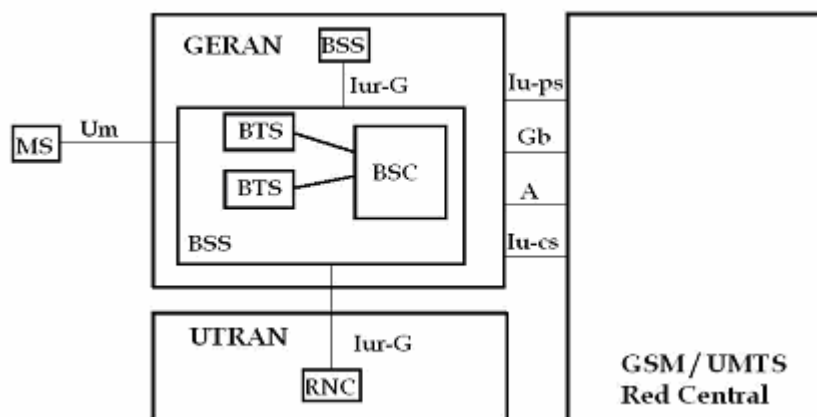 GERAN
BSS
Iur-G
Iu-ps
Um
MS
BTS
BSC
BTS
BSS
Gb
A
Iu-cs
UTRAN
Iur-G
RNC
GSM/UMTS
Red Central